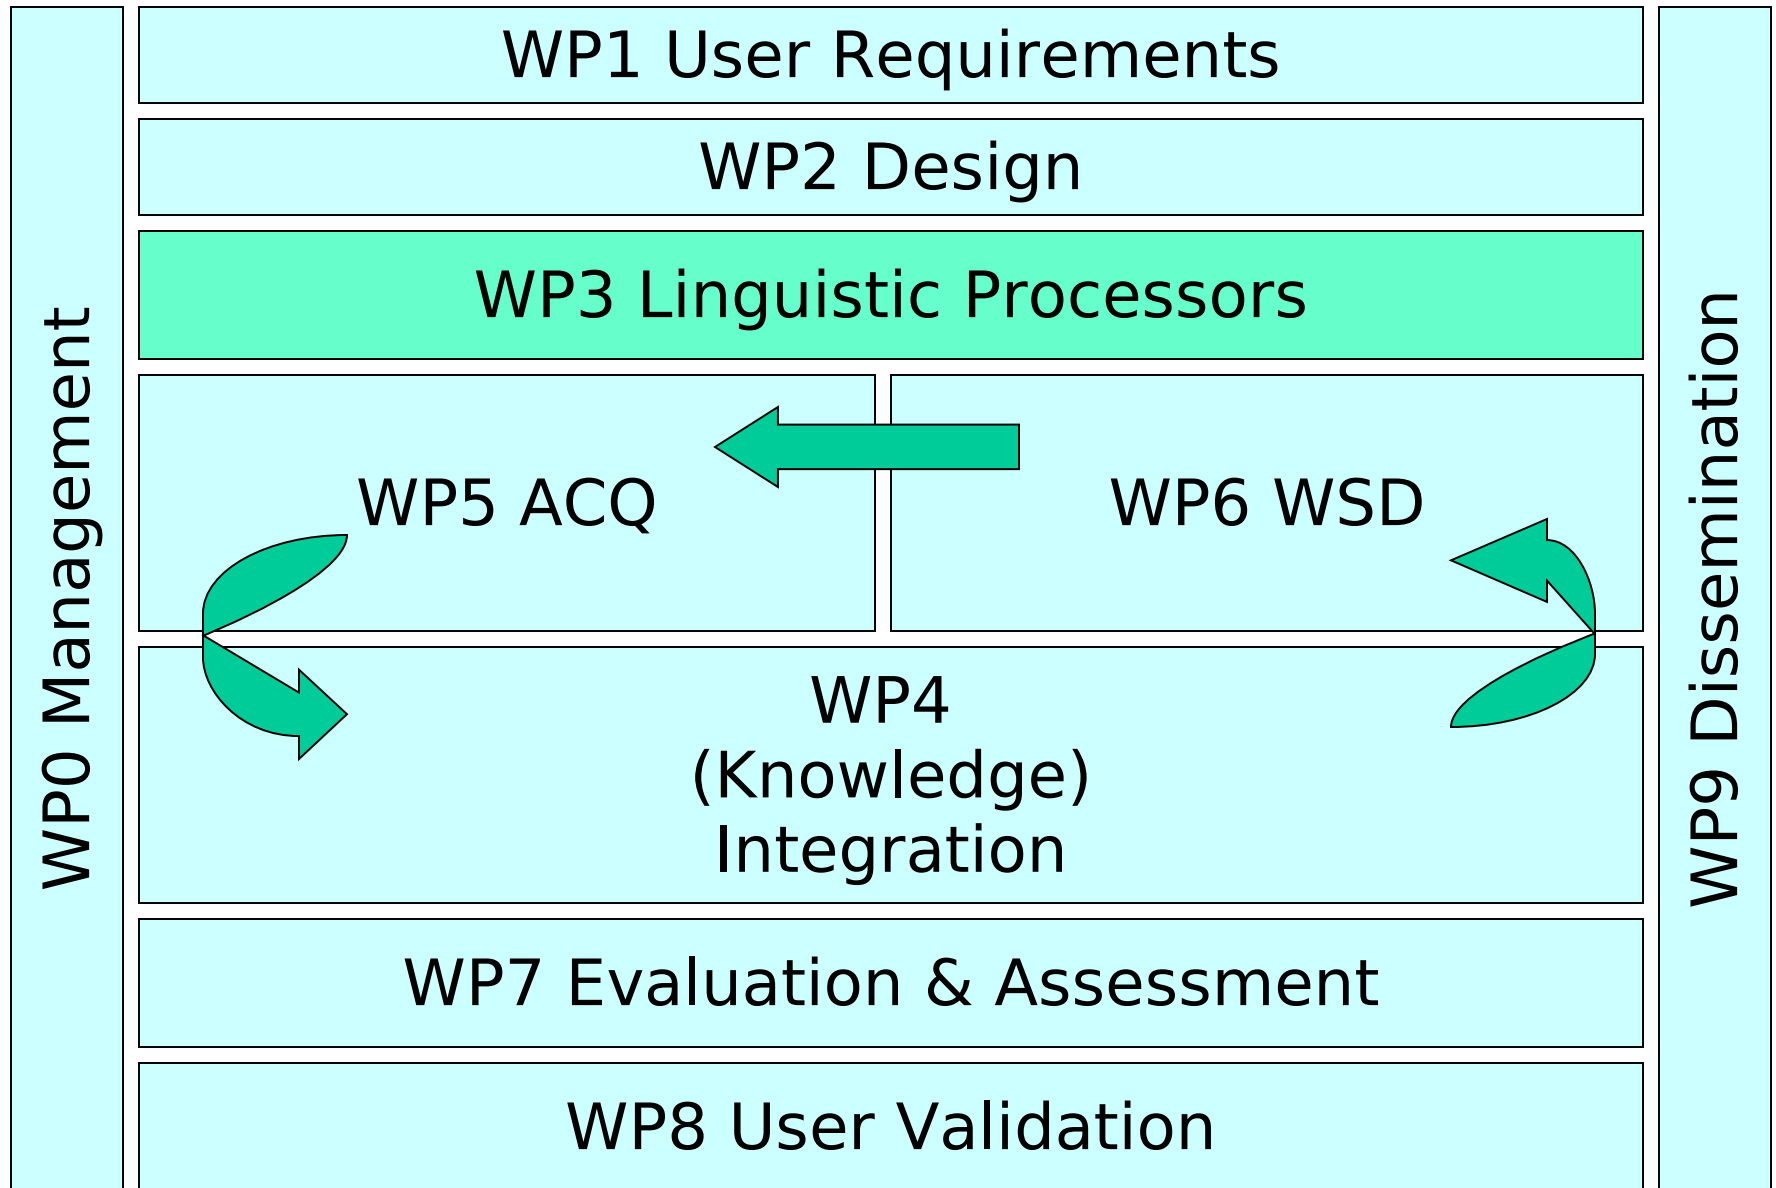 WP0 Management
WP1 User Requirements
WP2 Design
WP3 Linguistic Processors
WP5 ACQ
WP6 WSD
WP4
(Knowledge)
Integration
WP7 Evaluation & Assessment
WP8 User Validation
WP9 Dissemination